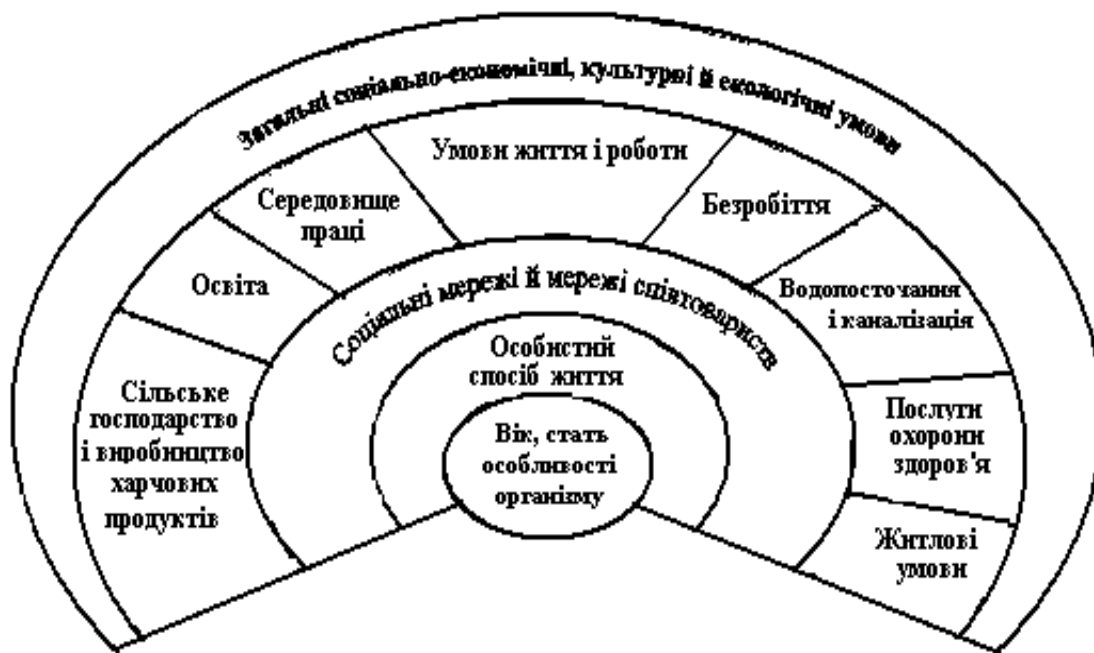 Загальні соціально-економічні, культурні й екологічні умови
Умови життя і роботи
Середовище
праці
Безробіття
Освіта
Водопосточання
і каналізація
Соціальні мережі й мережі співтовариств
Особистий
спосіб життя
Сільське
господарство
і виробництво
харчових
продуктів
Вік, стать
особливості
організму
Послуги
охорони
здоров'я
Житлові
умови